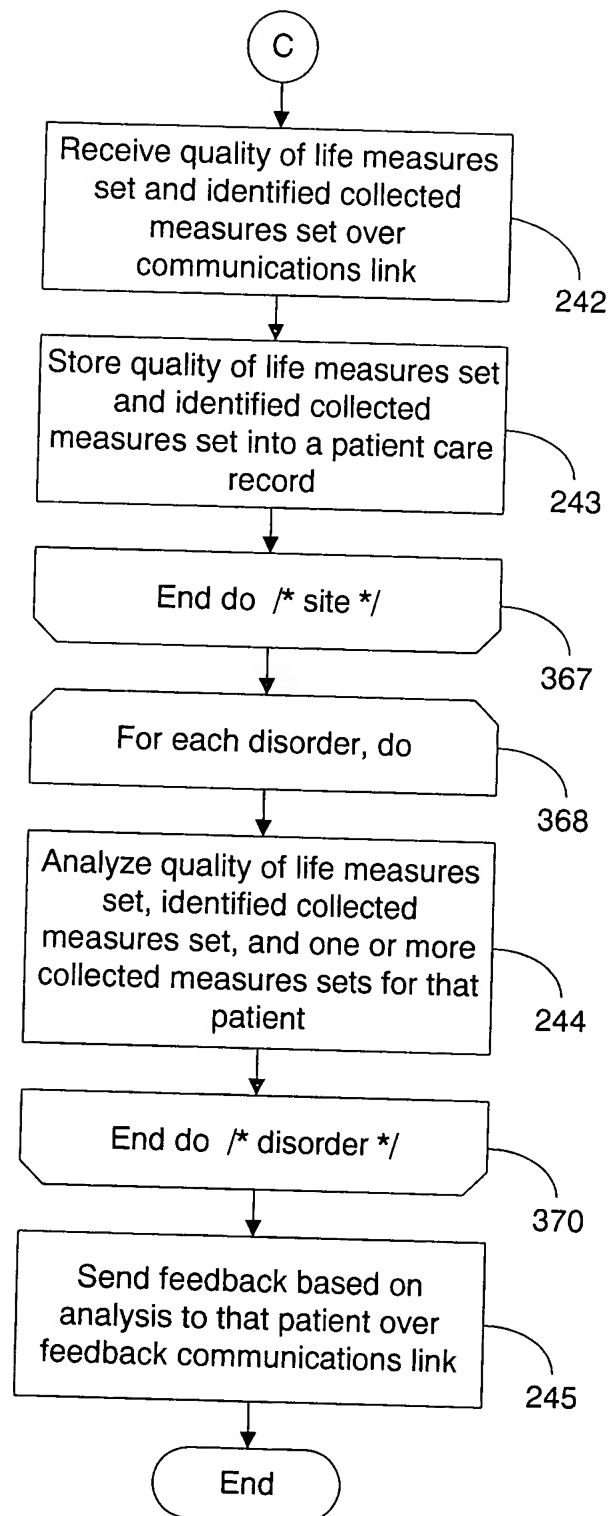 C
Receive quality of life measures
set and identified collected
measures set over
communications link
242
Store quality of life measures set
and identified collected
measures set into a patient care
record
243
End do /* site */
367
For each disorder, do
368
Analyze quality of life measures
set, identified collected
measures set, and one or more
collected measures sets for that
patient
244
End do /* disorder */
370
Send feedback based on
analysis to that patient over
feedback communications link
245
End